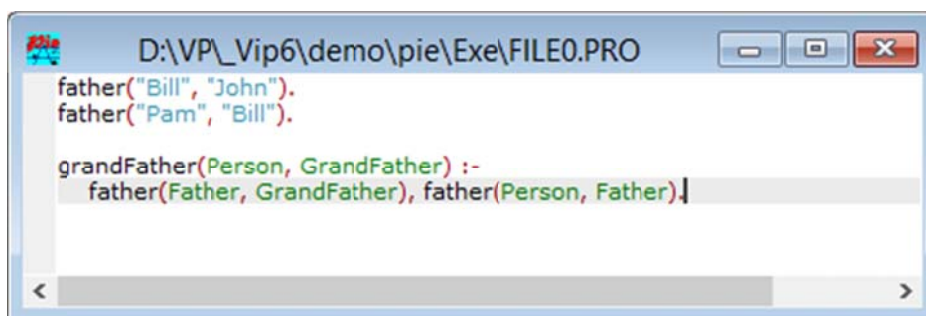 Pie
D:\VP\_Vip6\demo\pie\Exe\FILE0.PRO
father("Bill", "John").
father("Pam", "Bill").
grandFather(Person, GrandFather) :-
father(Father, GrandFather), father(Person, Father).